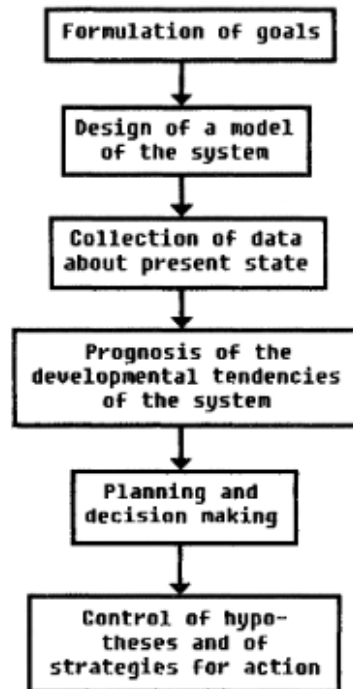 Formulation of goals
Design of a model
of the system
Collection of data
about present state
Prognosis of the
developmental tendencies
of the system
Planning and
decision making
Control of hypo-
theses and of
strategies for action